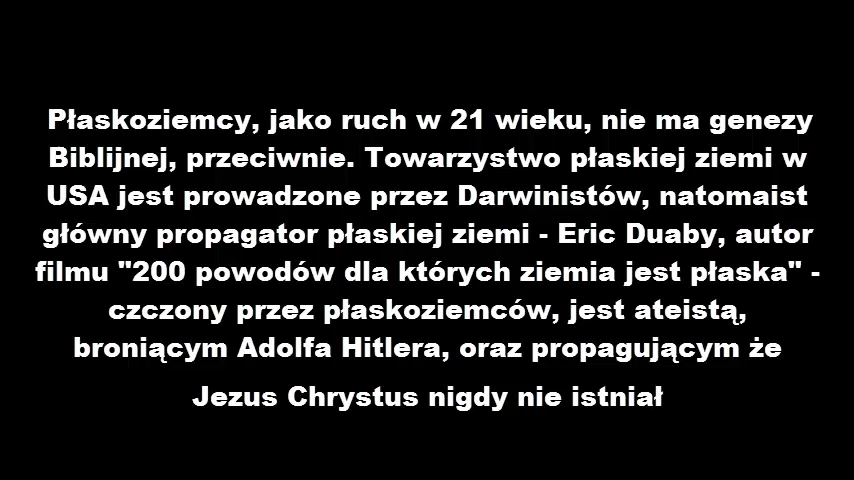 Płaskoziemcy, jako ruch w 21 wieku, nie ma genezy
Biblijnej, przeciwnie. Towarzystwo płaskiej ziemi w
USA jest prowadzone przez Darwinistów, natomaist
główny propagator płaskiej ziemi - Eric Duaby, autor
filmu "200 powodów dla których ziemia jest płaska" -
czczony przez płaskoziemców, jest ateistą,
broniącym Adolfa Hitlera, oraz propagującym że
Jezus Chrystus nigdy nie istniał